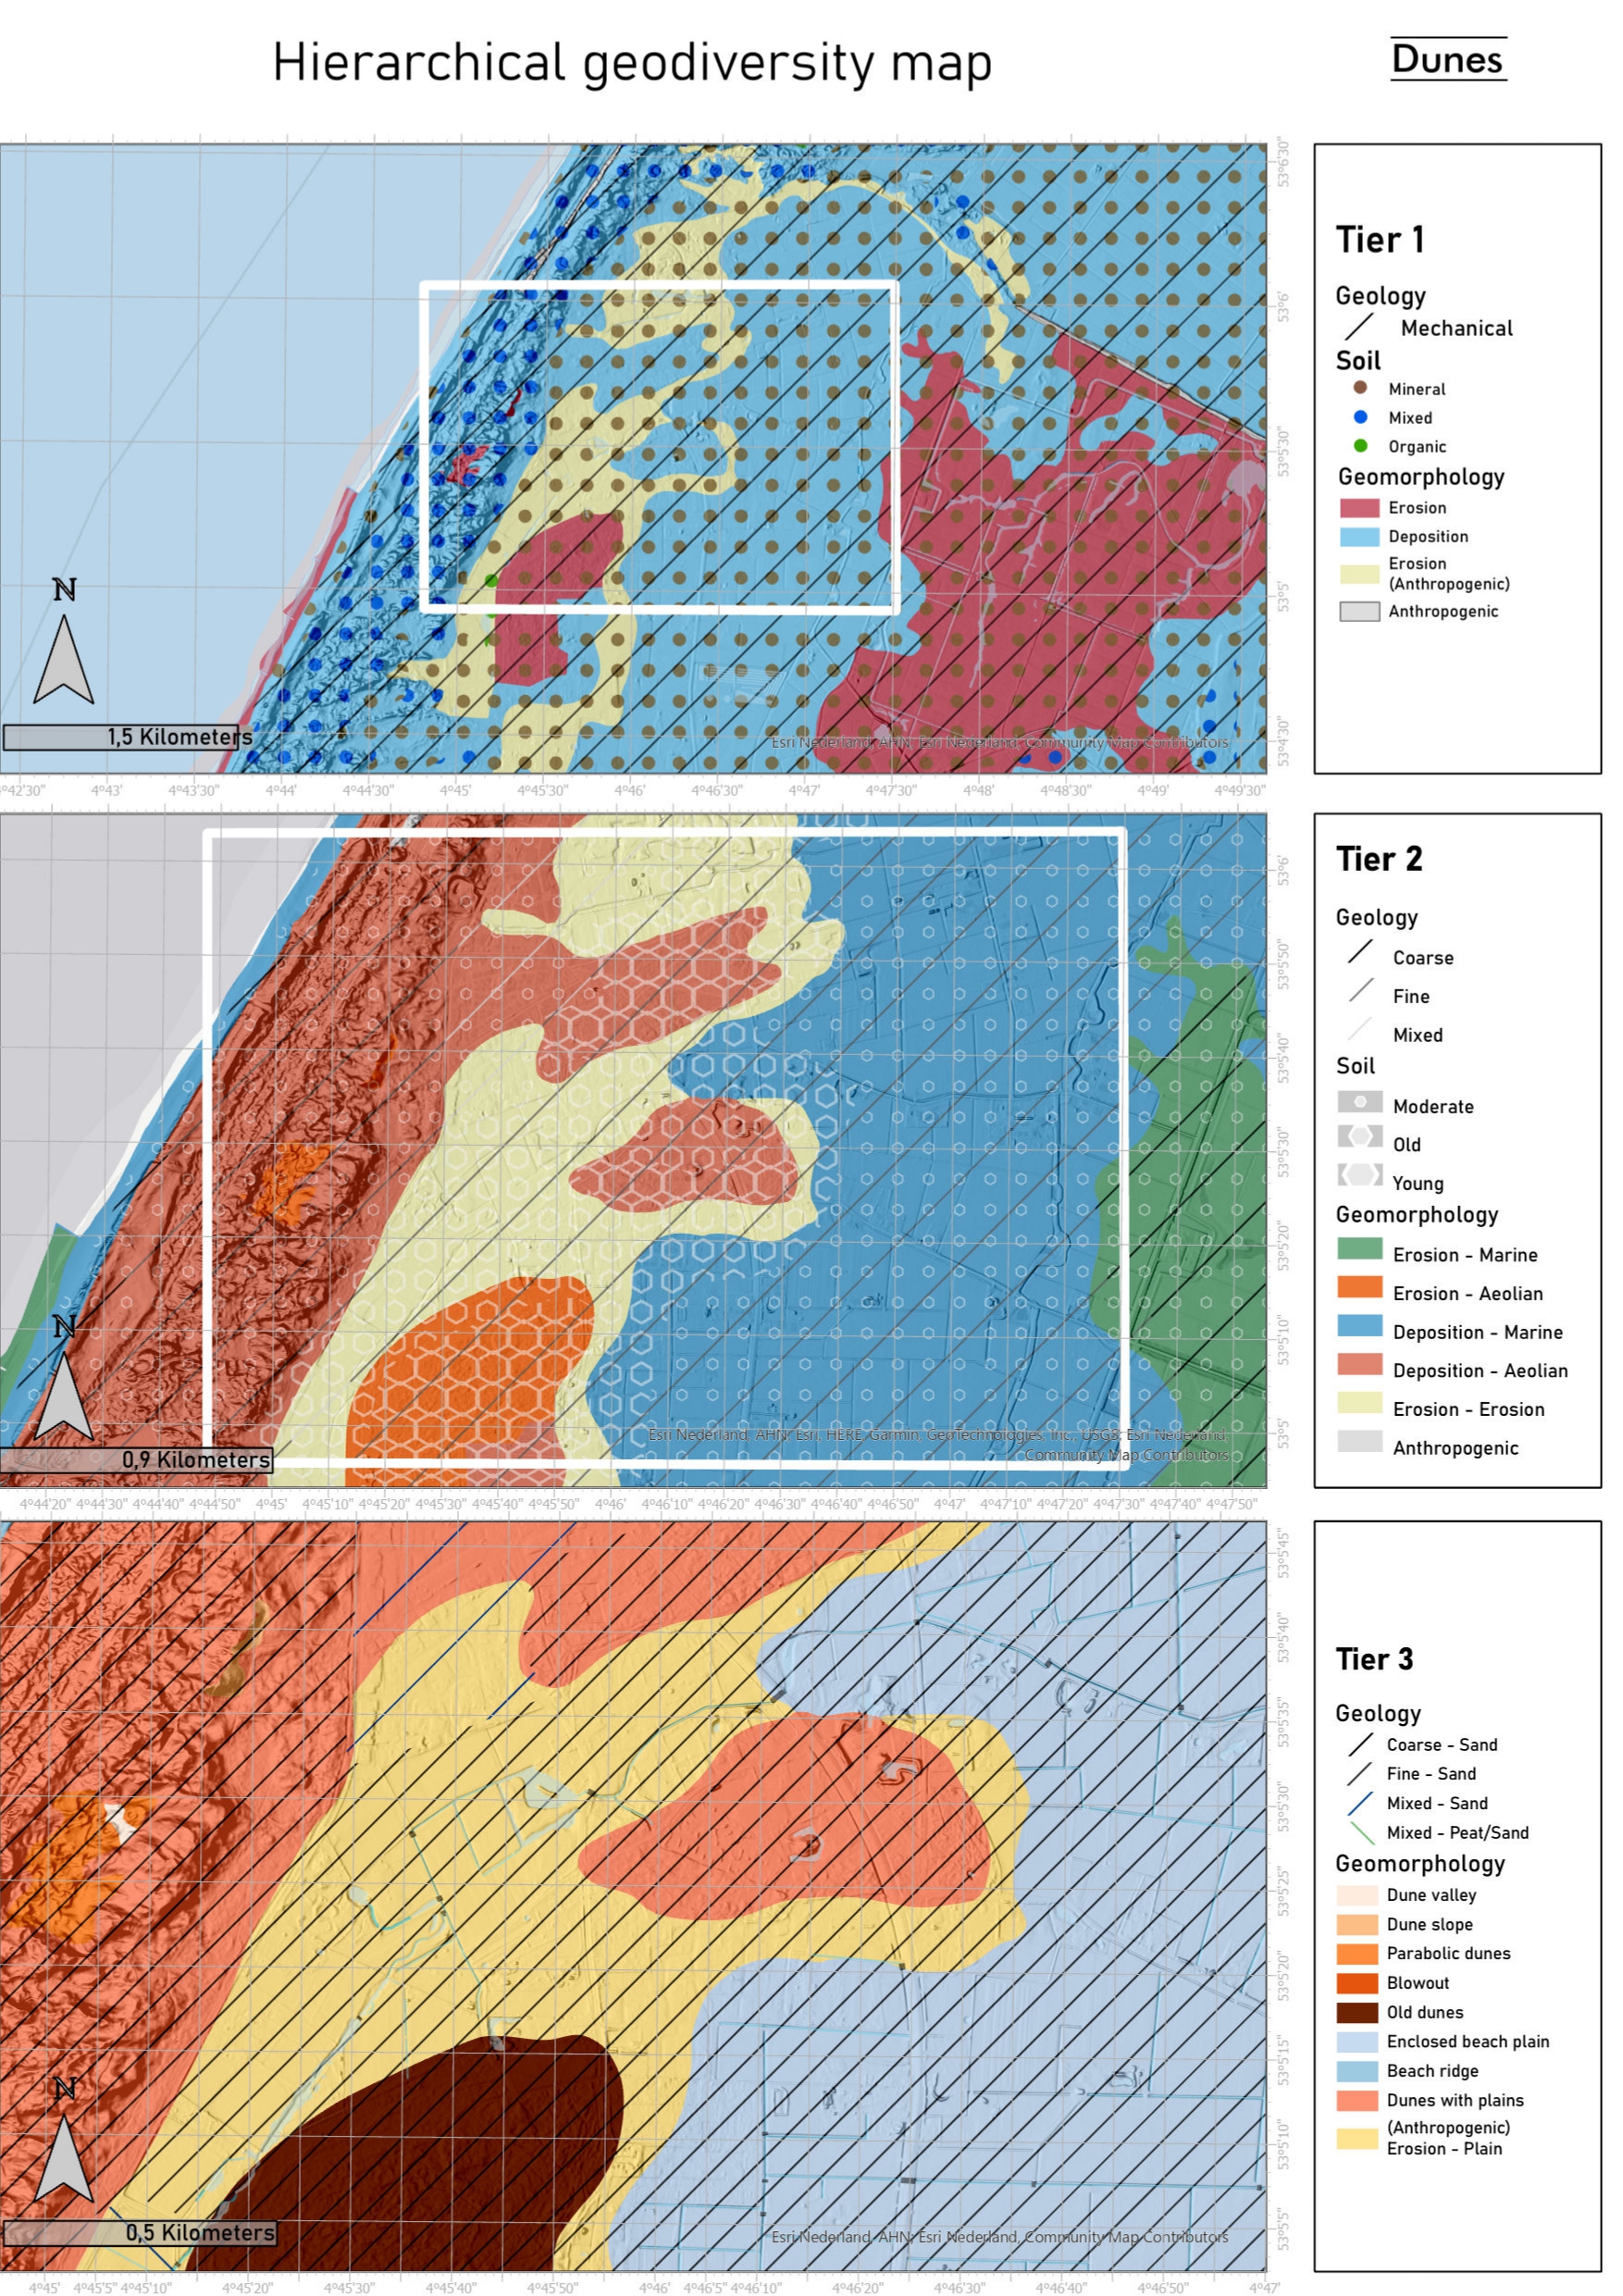 Hierarchical geodiversity map
Dunes
53°6'30"
53°6'
53°5'30"
53°5'
53°4'30"
N
1,5 Kilometers
Esri Nederland, AHN; Esri Nederland, Community Map Contributors
4°42'30"
4°43'
4°43'30"
4°44'
4°44'30"
4°45'
4°45'30"
4°46'
4°46'30"
4°47'
4°47'30"
4°48'
4°48'30"
4°49'
4°49'30"
Tier 1
Geology
Mechanical
Soil
Mineral
Mixed
Organic
Geomorphology
Erosion
Deposition
Erosion
(Anthropogenic)
Anthropogenic
53°6'
53°5'50"
53°5'40"
53°5'30"
53°5'20"
53°5'10"
53°5'
N
0,9 Kilometers
Esri Nederland, AHN; Esri, HERE, Garmin, GeoTechnologies, Inc., USGS; Esri Nederland,
Community Map Contributors
4°44'20"
4°44'30"
4°44'40"
4°44'50"
4°45'
4°45'10"
4°45'20"
4°45'30"
4°45'40"
4°45'50"
4°46'
4°46'10"
4°46'20"
4°46'30"
4°46'40"
4°46'50"
4°47'
4°47'10"
4°47'20"
4°47'30"
4°47'40"
4°47'50"
Tier 2
Geology
Coarse
Fine
Mixed
Soil
Moderate
Old
Young
Geomorphology
Erosion - Marine
Erosion - Aeolian
Deposition - Marine
Deposition - Aeolian
Erosion - Erosion
Anthropogenic
53°5'45"
53°5'40"
53°5'35"
53°5'30"
53°5'25"
53°5'20"
53°5'15"
53°5'10"
53°5'5"
N
0,5 Kilometers
Esri Nederland, AHN; Esri Nederland, Community Map Contributors
4°45'
4°45'5"
4°45'10"
4°45'20"
4°45'30"
4°45'40"
4°45'50"
4°46'
4°46'5"
4°46'10"
4°46'20"
4°46'30"
4°46'40"
4°46'50"
4°47'
Tier 3
Geology
Coarse - Sand
Fine - Sand
Mixed - Sand
Mixed - Peat/Sand
Geomorphology
Dune valley
Dune slope
Parabolic dunes
Blowout
Old dunes
Enclosed beach plain
Beach ridge
Dunes with plains
(Anthropogenic)
Erosion - Plain